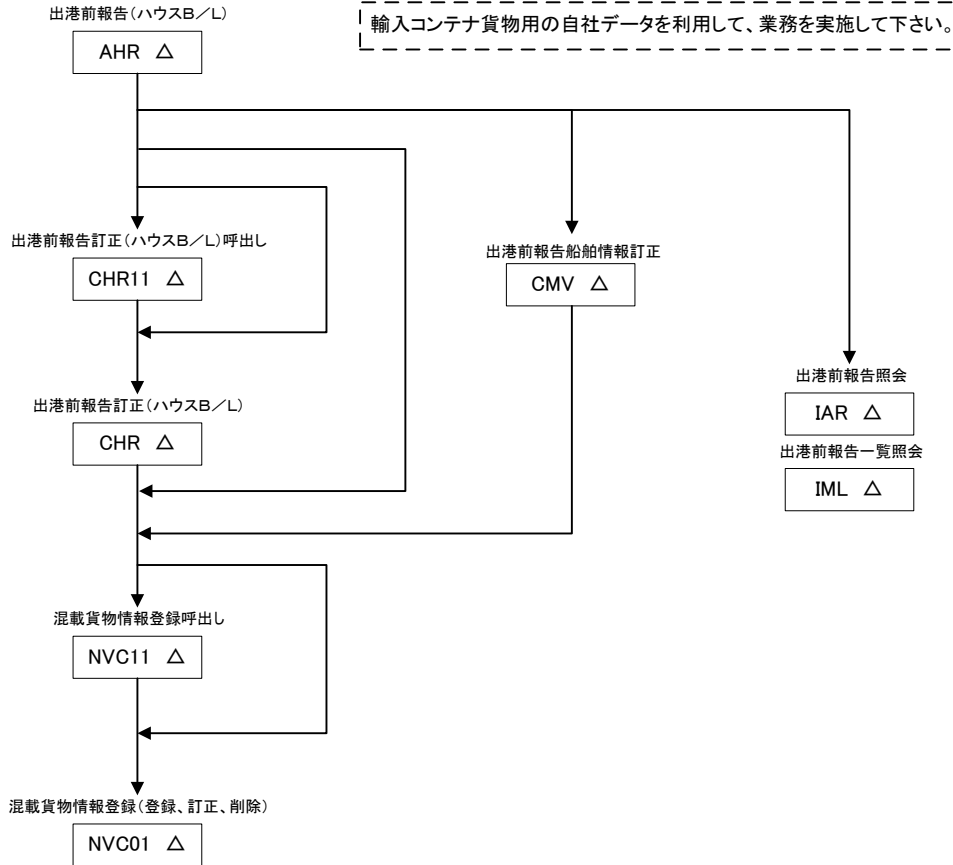 出港前報告(ハウスB/L)
輸入コンテナ貨物用の自社データを利用して、業務を実施して下さい。
AHR △
出港前報告訂正(ハウスB/L)呼出し
CHR11 △
出港前報告船舶情報訂正
CMV △
出港前報告訂正(ハウスB/L)
CHR △
出港前報告照会
IAR △
出港前報告一覧照会
IML △
混載貨物情報登録呼出し
NVC11 △
混載貨物情報登録(登録、訂正、削除)
NVC01 △